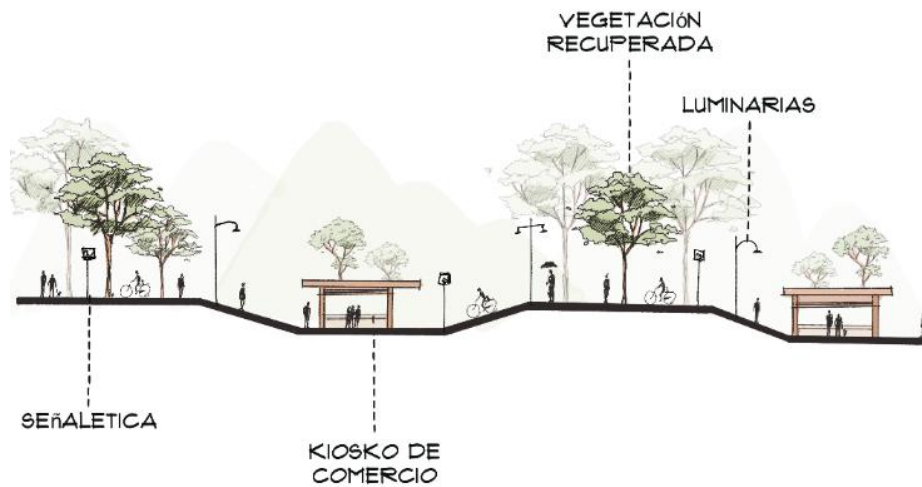 VEGETACIÓN
RECUPERADA
LUMINARIAS
SEñALETICA
KIOSKO DE
COMERCIO